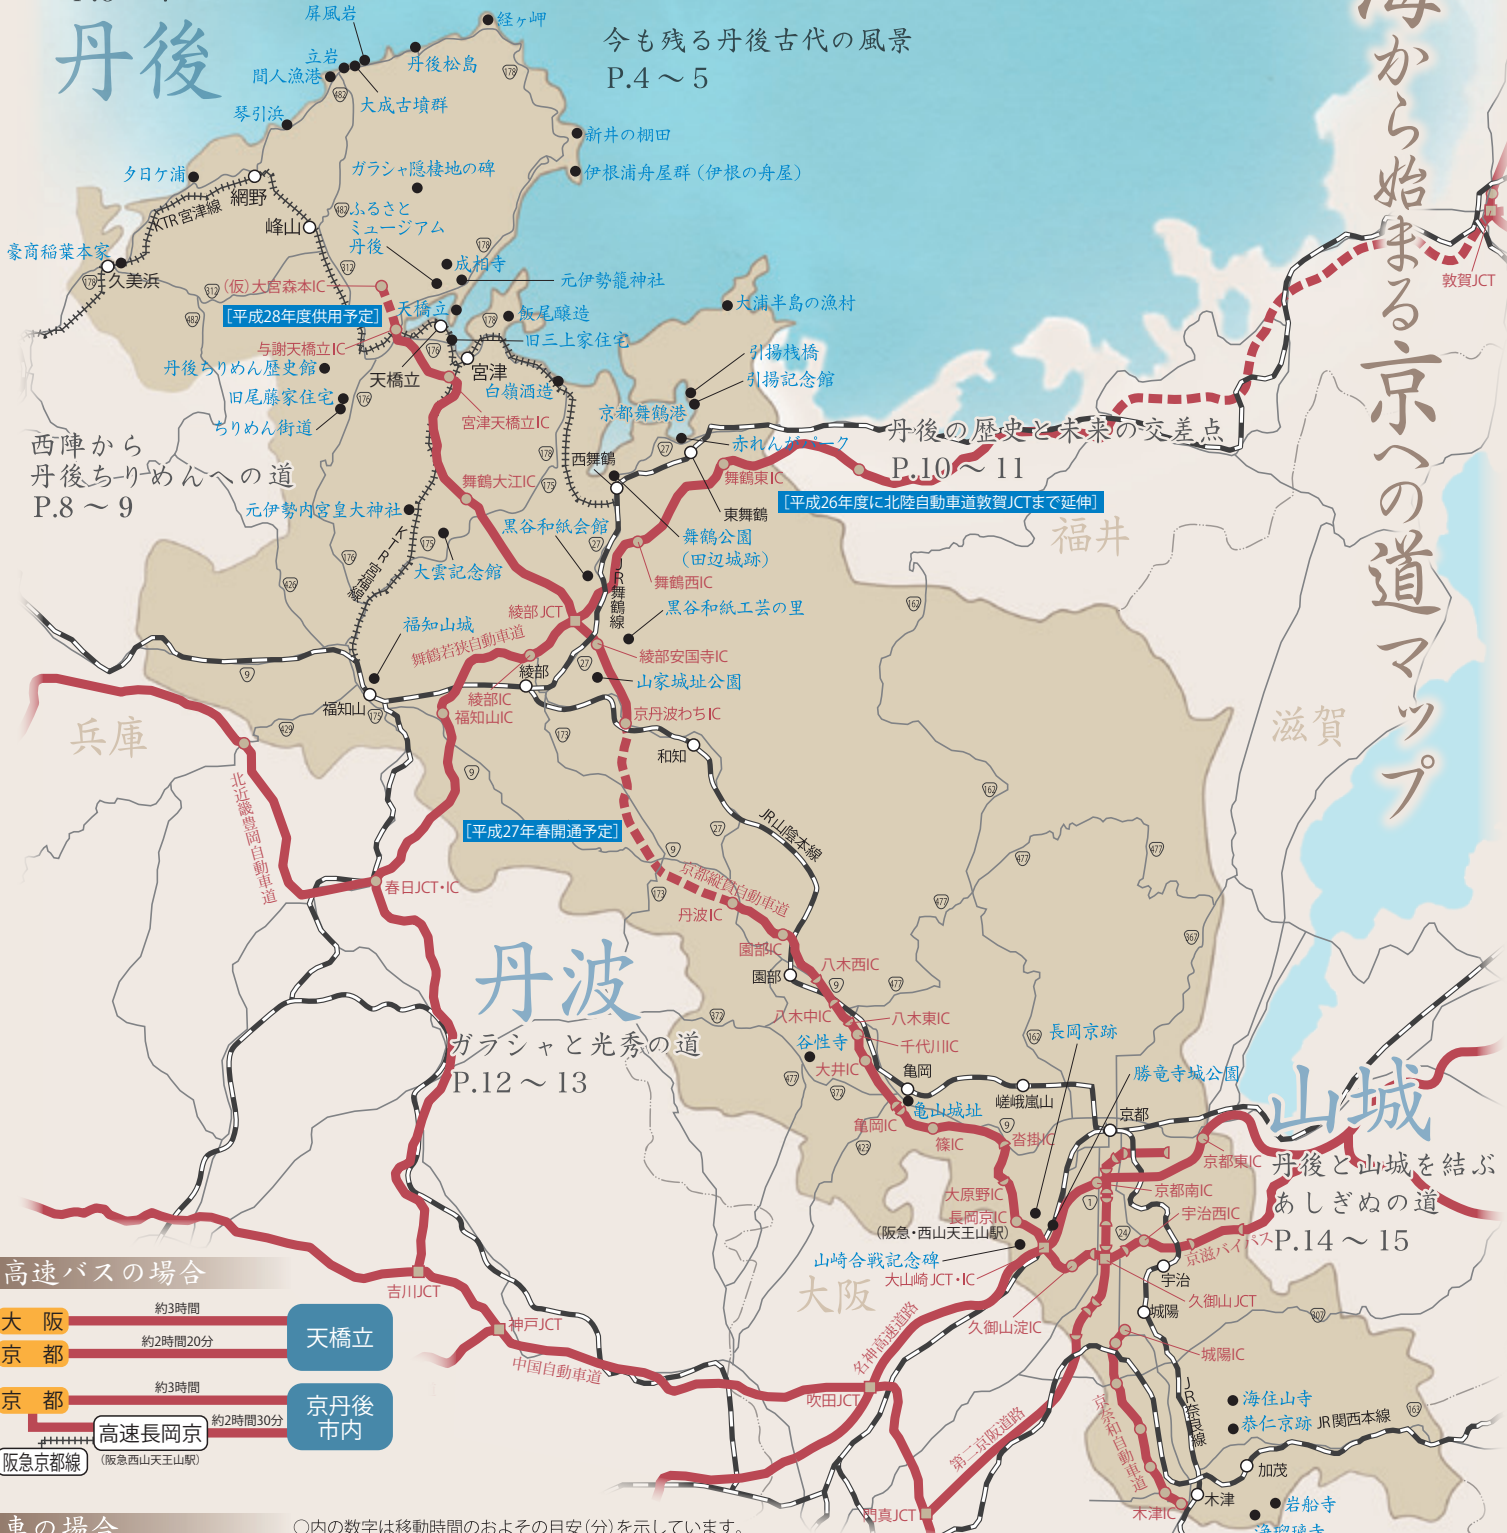 海から始まる京への道マップ
丹後
今も残る丹後古代の風景
P.4～5
経ヶ岬
屏風岩
立岩
間人漁港
丹後松島
大成古墳群
琴引浜
夕日ケ浦
新井の棚田
伊根浦舟屋群(伊根の舟屋)
ガラシャ隠棲地の碑
網野
KTR宮津線
峰山
ふるさと
ミュージアム
丹後
豪商稲葉本家
久美浜
成相寺
元伊勢籠神社
(仮)大宮森本IC
[平成28年度供用予定]
天橋立
飯尾醸造
旧三上家住宅
大浦半島の漁村
敦賀JCT
与謝天橋立IC
丹後ちりめん歴史館
天橋立
宮津
白嶺酒造
引揚桟橋
引揚記念館
旧尾藤家住宅
ちりめん街道
宮津天橋立IC
京都舞鶴港
赤れんがパーク
西陣から
丹後ちりめんへの道
P.8～9
丹後の歴史と未来の交差点
P.10～11
西舞鶴
舞鶴東IC
東舞鶴
[平成26年度に北陸自動車道敦賀JCTまで延伸]
舞鶴大江IC
元伊勢内宮皇大神社
黒谷和紙会館
舞鶴公園
(田辺城跡)
福井
KTR宮福線
大雲記念館
JR舞鶴線
舞鶴西IC
綾部JCT
黒谷和紙工芸の里
福知山城
舞鶴若狭自動車道
綾部安国寺IC
綾部
山家城址公園
綾部IC
福知山
福知山IC
京丹波わちIC
和知
兵庫
滋賀
北近畿豊岡自動車道
[平成27年春開通予定]
JR山陰本線
京都縦貫自動車道
春日JCT・IC
丹波IC
園部IC
園部
八木西IC
丹波
ガラシャと光秀の道
P.12～13
八木中IC
八木東IC
谷性寺
千代川IC
大井IC
亀岡
長岡京跡
勝竜寺城公園
嵯峨嵐山
亀山城址
京都
亀岡IC
篠IC
沓掛IC
山城
丹後と山城を結ぶ
あしぎぬの道
P.14～15
京都東IC
大原野IC
京都南IC
長岡京IC
(阪急・西山天王山駅)
宇治西IC
山崎合戦記念碑
京滋バイパス
大山崎JCT・IC
宇治
大阪
久御山JCT
久御山淀IC
城陽
城陽IC
吉川JCT
神戸JCT
中国自動車道
名神高速道路
吹田JCT
第二京阪道路
京奈和自動車道
JR奈良線
海住山寺
恭仁京跡
JR関西本線
加茂
木津
木津IC
門真JCT
岩船寺
浄瑠璃寺
高速バスの場合
大阪
約3時間
京都
約2時間20分
天橋立
京都
約3時間
高速長岡京
(阪急西山天王山駅)
約2時間30分
京丹後
市内
阪急京都線
車の場合
○内の数字は移動時間のおよその目安(分)を示しています。